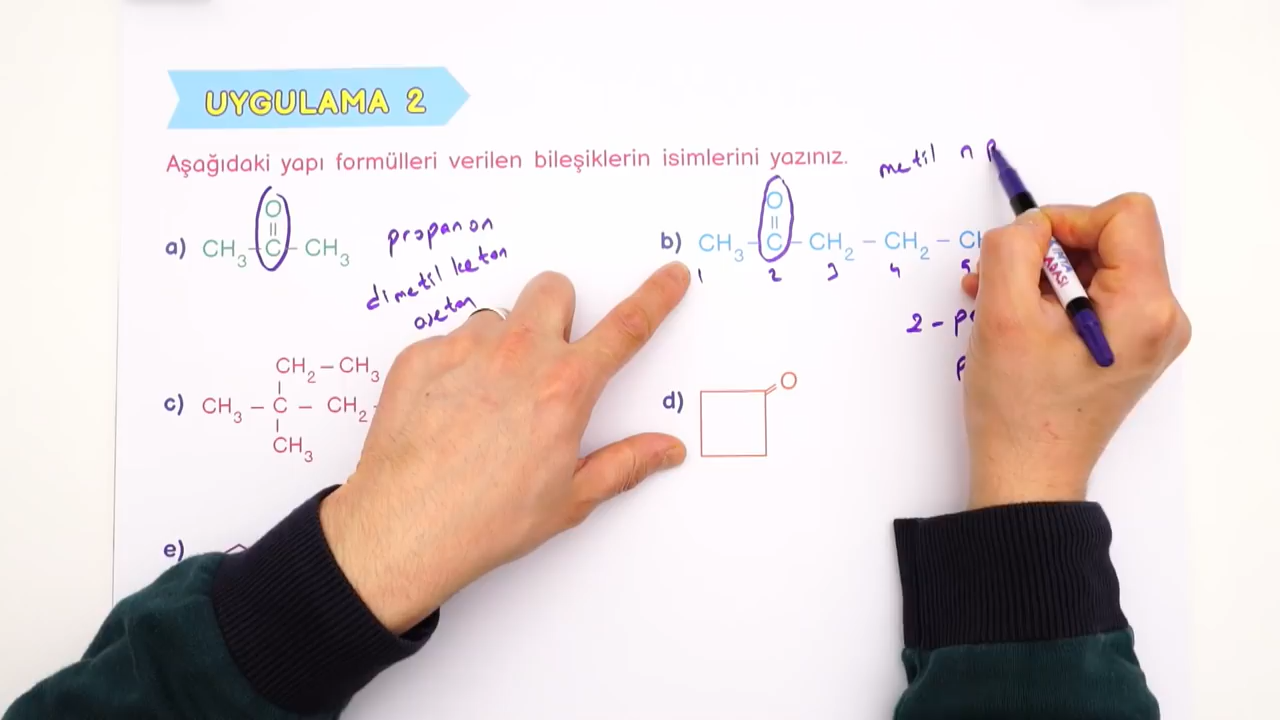 UYGULAMA 2
Aşağıdaki yapı formülleri verilen bileşiklerin isimlerini yazınız.
metil n p
a)
O
CH3 – C – CH3
propanon
dimetil keton
aseton
b)
O
CH3 – C – CH2 – CH2 – CH
1 2 3 4 5
2 - p
p
c)
CH2 – CH3
CH3 – C – CH2
CH3
d)
O
e)